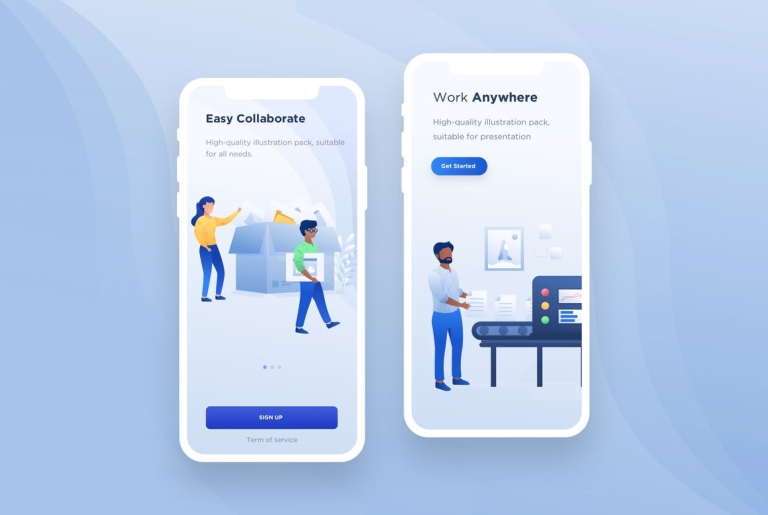 Easy Collaborate
High-quality illustration pack, suitable
for all needs.
SIGN UP
Term of service
Work Anywhere
High-quality illustration pack,
suitable for presentation
Get Started